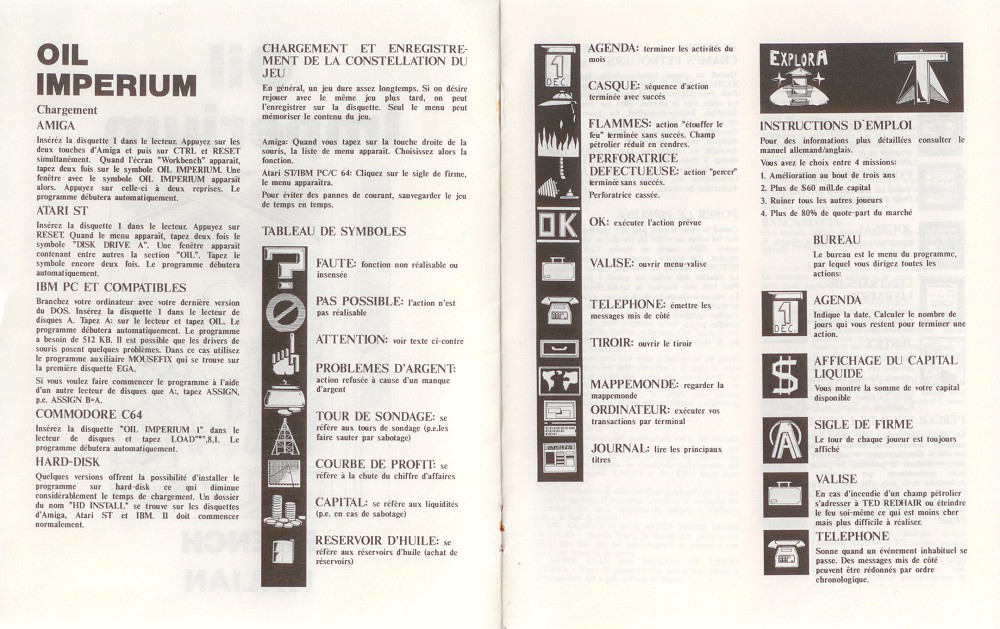 OIL
IMPERIUM
Chargement
AMIGA
Insérez la disquette 1 dans le lecteur. Appuyez sur les
deux touches d'Amiga et puis sur CTRL et RESET
simultanément. Quand l'écran "Workbench" apparait,
tapez deux fois sur le symbole OIL IMPERIUM. Une
fenêtre avec le symbole OIL IMPERIUM apparait
alors. Appuyez sur celle-ci à deux reprises. Le
programme débutera automatiquement.
ATARI ST
Insérez la disquette 1 dans le lecteur. Appuyez sur
RESET. Quand le menu apparait, tapez deux fois le
symbole "DISK DRIVE A". Une fenêtre apparait
contenant entre autres la section "OIL". Tapez le
symbole encore deux fois. Le programme débutera
automatiquement.
IBM PC ET COMPATIBLES
Branchez votre ordinateur avec votre dernière version
du DOS. Insérez la disquette 1 dans le lecteur de
disques A. Tapez A: sur le lecteur et tapez OIL. Le
programme débutera automatiquement. Le programme
a besoin de 512 KB. Il est possible que les drivers de
souris posent quelques problèmes. Dans ce cas utilisez
le programme auxiliaire MOUSEFIX qui se trouve sur
la première disquette EGA.
Si vous voulez faire commencer le programme à l'aide
d'un autre lecteur de disques que A:, tapez ASSIGN,
p.e. ASSIGN B=A.
COMMODORE C64
Insérez la disquette "OIL IMPERIUM 1" dans le
lecteur de disques et tapez LOAD"*",8,1. Le
programme débutera automatiquement.
HARD-DISK
Quelques versions offrent la possibilité d'installer le
programme sur hard-disk ce qui diminue
considérablement le temps de chargement. Un dossier
du nom "HD INSTALL" se trouve sur les disquettes
d'Amiga, Atari ST et IBM. Il doit commencer
normalement.
CHARGEMENT ET ENREGISTRE-
MENT DE LA CONSTELLATION DU
JEU
En général, un jeu dure assez longtemps. Si on désire
rejouer avec le même jeu plus tard, on peut
l'enregistrer sur la disquette. Seul le menu peut
mémoriser le contenu du jeu.
Amiga: Quand vous tapez sur la touche droite de la
souris, la liste de menu apparait. Choisissez alors la
fonction.
Atari ST/IBM PC/C 64: Cliquez sur le sigle de firme,
le menu apparaitra.
Pour éviter des pannes de courant, sauvegarder le jeu
de temps en temps.
TABLEAU DE SYMBOLES
FAUTE: fonction non réalisable ou
insensée
PAS POSSIBLE: l'action n'est
pas réalisable
ATTENTION: voir texte ci-contre
PROBLEMES D'ARGENT:
action refusée à cause d'un manque
d'argent
TOUR DE SONDAGE: se
réfère aux tours de sondage (p.e.les
faire sauter par sabotage)
COURBE DE PROFIT: se
réfère à la chute du chiffre d'affaires
CAPITAL: se réfère aux liquidités
(p.e. en cas de sabotage)
RESERVOIR D'HUILE: se
réfère aux réservoirs d'huile (achat de
réservoirs)
1
DEC
AGENDA: terminer les activités du
mois
CASQUE: séquence d'action
terminée avec succés
FLAMMES: action "étouffer le
feu" terminée sans succés. Champ
pétrolier réduit en cendres.
PERFORATRICE
DEFECTUEUSE: action "percer"
terminée sans succés.
Perforatrice cassée.
OK
OK: exécuter l'action prévue
VALISE: ouvrir menu-valise
TELEPHONE: émettre les
messages mis de côté
TIROIR: ouvrir le tiroir
MAPPEMONDE: regarder la
mappemonde
ORDINATEUR: exécuter vos
transactions par terminal
JOURNAL: lire les principaux
titres
EXPLORA
INSTRUCTIONS D`EMPLOI
Pour des informations plus détaillées consulter le
manuel allemand/anglais.
Vous avez le choix entre 4 missions:
1. Amélioration au bout de trois ans
2. Plus de $60 mill.de capital
3. Ruiner tous les autres joueurs
4. Plus de 80% de quote-part du marché
BUREAU
Le bureau est le menu du programme,
par lequel vous dirigez toutes les
actions:
1
DEC
AGENDA
Indique la date. Calculer le nombre de
jours qui vous restent pour terminer une
action.
$
AFFICHAGE DU CAPITAL
LIQUIDE
Vous montre la somme de votre capital
disponible
SIGLE DE FIRME
Le tour de chaque joueur est toujours
affiché
VALISE
En cas d'incendie d'un champ pétrolier
s'adresser à TED REDHAIR ou éteindre
le feu soi-même ce qui est moins cher
mais plus difficile à réaliser.
TELEPHONE
Sonne quand un événement inhabituel se
passe. Des messages mis de côté
peuvent être rédonnés par ordre
chronologique.